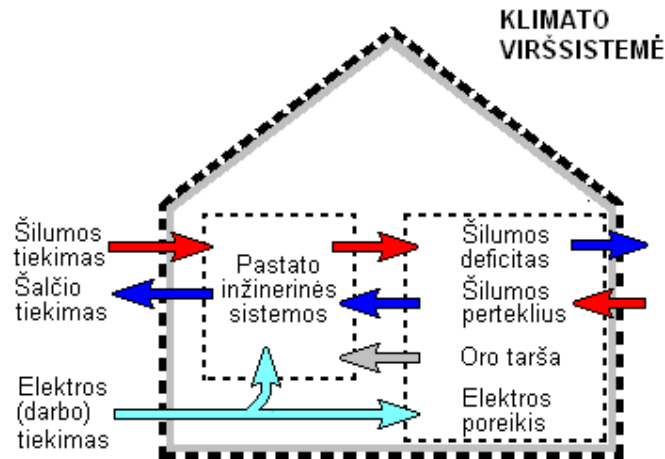 KLIMATO
VIRŠSISTEMĖ
Šilumos
tiekimas
Šalčio
tiekimas
Elektros
(darbo)
tiekimas
Pastato
inžinerinės
sistemos
Šilumos
deficitas
Šilumos
perteklius
Oro tarša
Elektros
poreikis